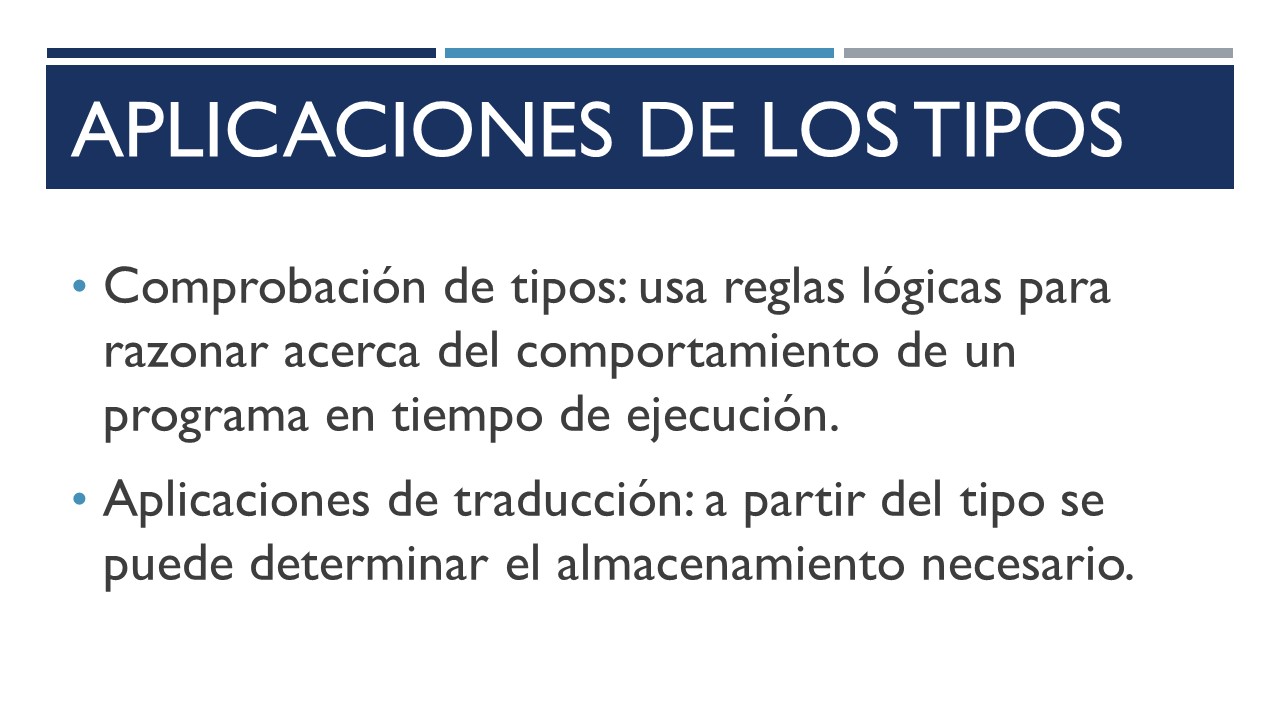 APLICACIONES DE LOS TIPOS
• Comprobación de tipos: usa reglas lógicas para
razonar acerca del comportamiento de un
programa en tiempo de ejecución.
• Aplicaciones de traducción: a partir del tipo se
puede determinar el almacenamiento necesario.